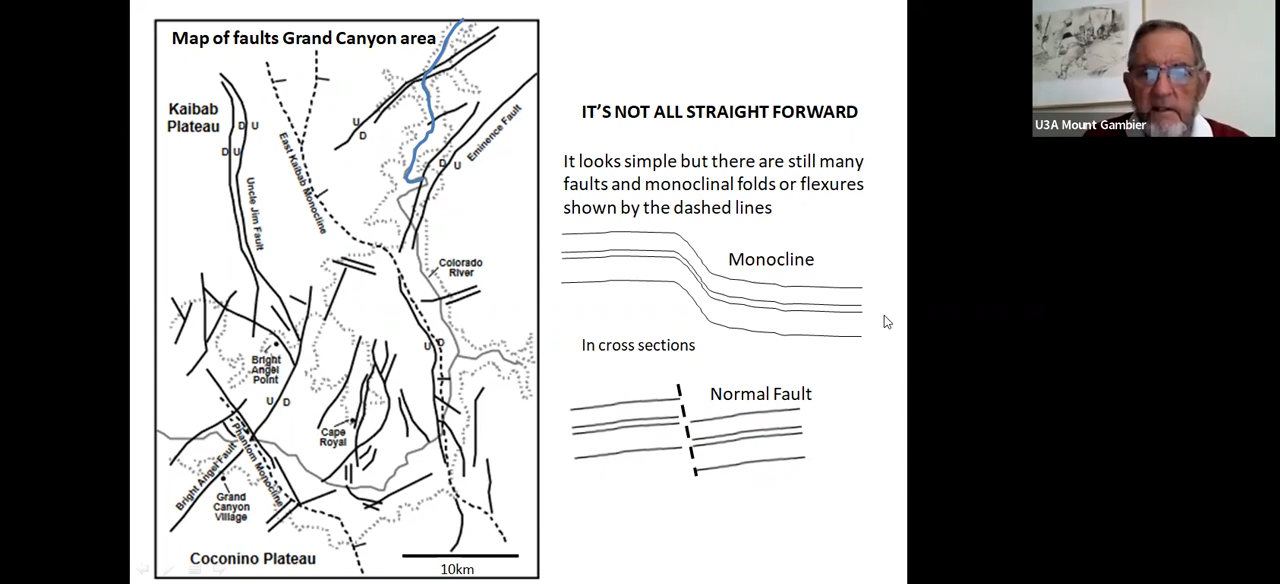 Map of faults Grand Canyon area
Kaibab
Plateau
D U
D U
Uncle Jim Fault
East Kaibab Monocline
U
D
D U
Eminence Fault
Colorado
River
U D
Bright
Angel
Point
U D
Cape
Royal
Phantom Monocline
Bright Angel Fault
Grand
Canyon
Village
Coconino Plateau
10km
IT'S NOT ALL STRAIGHT FORWARD
It looks simple but there are still many
faults and monoclinal folds or flexures
shown by the dashed lines
Monocline
In cross sections
Normal Fault
U3A Mount Gambier